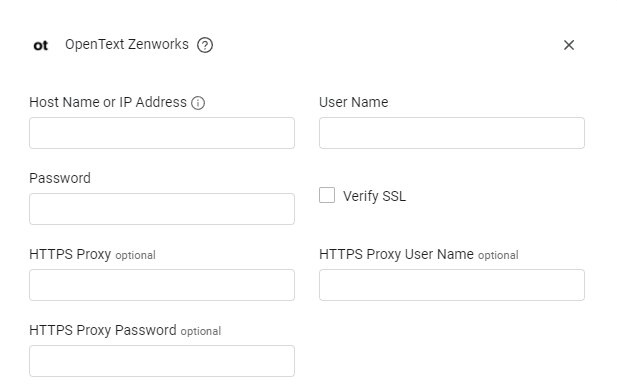 ot OpenText Zenworks ?
Host Name or IP Address i
User Name
Password
Verify SSL
HTTPS Proxy optional
HTTPS Proxy User Name optional
HTTPS Proxy Password optional